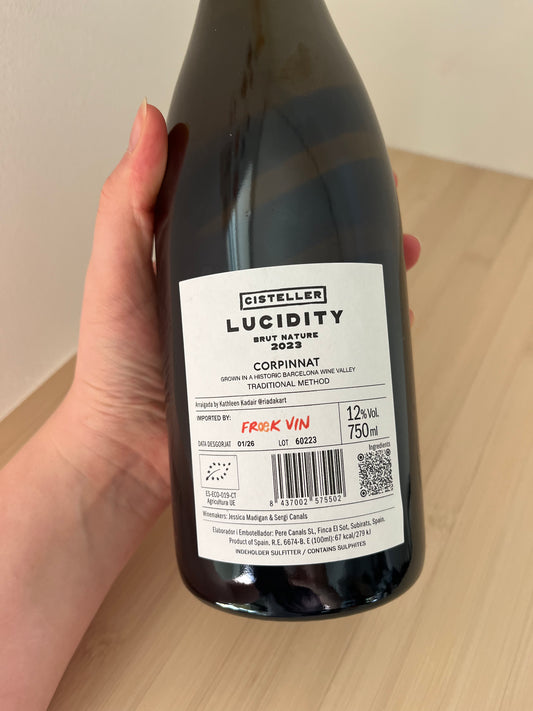 CISTELLER
LUCIDITY
BRUT NATURE
2023
CORPINNAT
GROWN IN A HISTORIC BARCELONA WINE VALLEY
TRADITIONAL METHOD
Arraigada by Kathleen Kadair @riadakart
IMPORTED BY:
FRØEK VIN
12% Vol.
750 ml
DATA DESGORJAT 01/26 LOT 60223
Ingredients
ES-ECO-019-CT
Agricultura UE
8 437002 575502
Winemakers: Jessica Madigan & Sergi Canals
Elaborador i Embotellador: Pere Canals SL, Finca El Sot, Subirats, Spain.
Product of Spain. R.E. 6674-B. E (100ml): 67 kcal/279 kJ
INDEHOLDER SULFITTER / CONTAINS SULPHITES